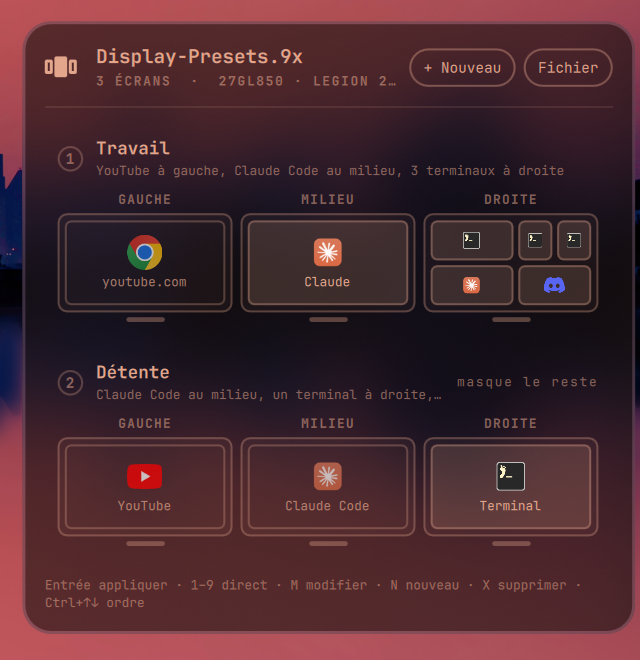 Display-Presets.9x
3 ÉCRANS · 27GL850 · LEGION 2…
+ Nouveau
Fichier
1
Travail
YouTube à gauche, Claude Code au milieu, 3 terminaux à droite
GAUCHE
MILIEU
DROITE
youtube.com
Claude
2
Détente
Claude Code au milieu, un terminal à droite,…
masque le reste
GAUCHE
MILIEU
DROITE
YouTube
Claude Code
Terminal
Entrée appliquer · 1–9 direct · M modifier · N nouveau · X supprimer ·
Ctrl+↑↓ ordre